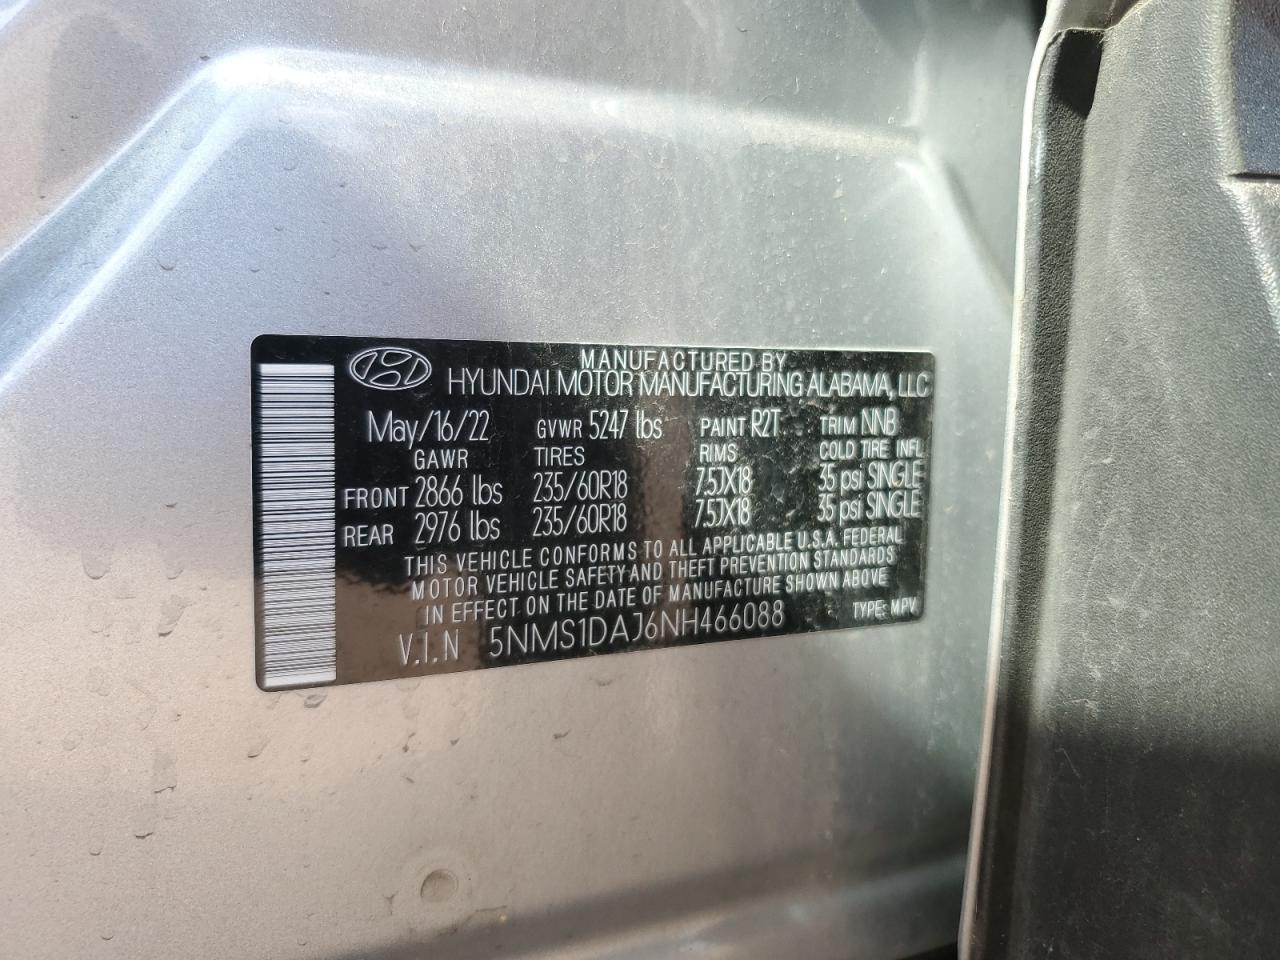 MANUFACTURED BY
HYUNDAI MOTOR MANUFACTURING ALABAMA, LLC
May/16/22 GVWR 5247 lbs PAINT R2T TRIM NNB
GAWR TIRES RIMS COLD TIRE INFL
FRONT 2866 lbs 235/60R18 7.5JX18 35 psi SINGLE
REAR 2976 lbs 235/60R18 7.5JX18 35 psi SINGLE
THIS VEHICLE CONFORMS TO ALL APPLICABLE U.S.A. FEDERAL
MOTOR VEHICLE SAFETY AND THEFT PREVENTION STANDARDS
IN EFFECT ON THE DATE OF MANUFACTURE SHOWN ABOVE
V.I.N 5NMS1DAJ6NH466088 TYPE: MPV